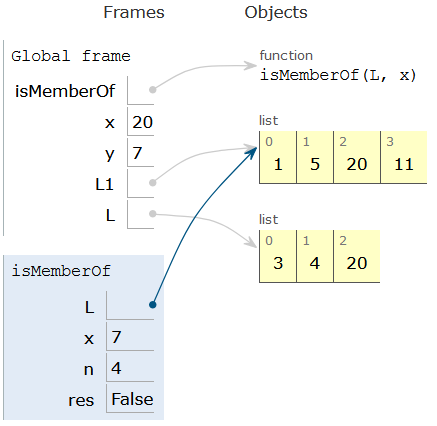 Frames Objects
Global frame
isMemberOf
x 20
y 7
L1
L
function
isMemberOf(L, x)
list
0 1 2 3
1 5 20 11
list
0 1 2
3 4 20
isMemberOf
L
x 7
n 4
res False